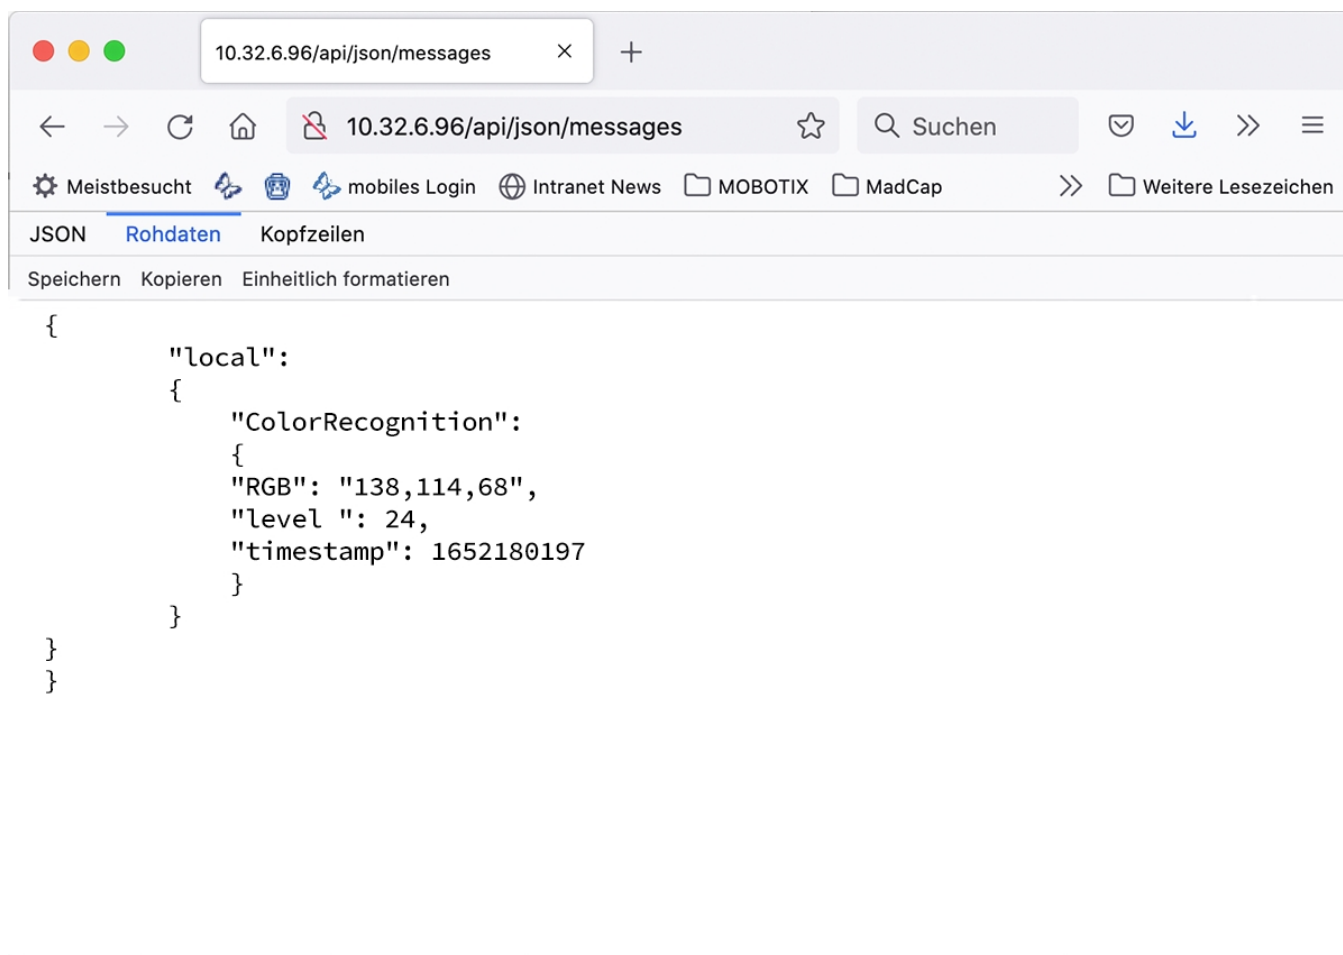 10.32.6.96/api/json/messages
10.32.6.96/api/json/messages Suchen
Meistbesucht mobiles Login Intranet News MOBOTIX MadCap Weitere Lesezeichen
JSON Rohdaten Kopfzeilen
Speichern Kopieren Einheitlich formatieren
{
"local":
{
"ColorRecognition":
{
"RGB": "138,114,68",
"level ": 24,
"timestamp": 1652180197
}
}
}
}